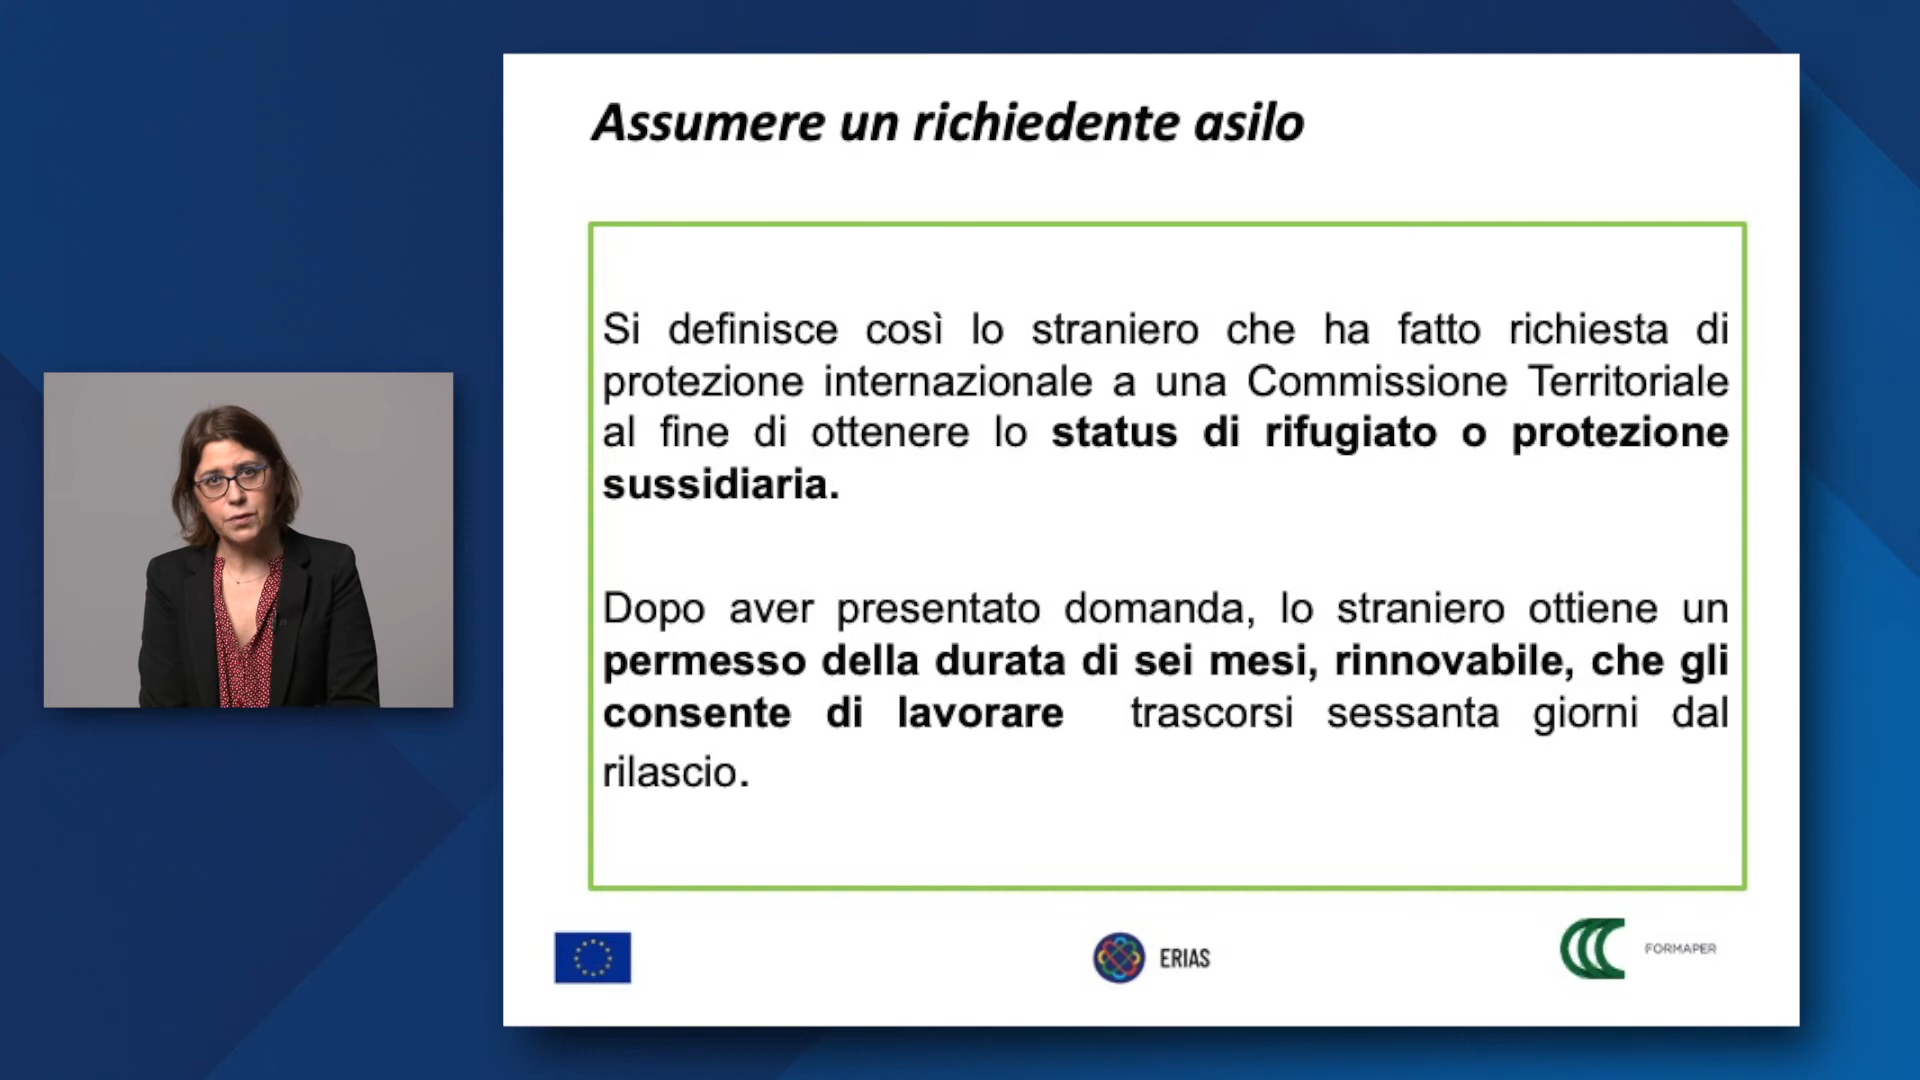 Assumere un richiedente asilo
Si definisce così lo straniero che ha fatto richiesta di
protezione internazionale a una Commissione Territoriale
al fine di ottenere lo status di rifugiato o protezione
sussidiaria.
Dopo aver presentato domanda, lo straniero ottiene un
permesso della durata di sei mesi, rinnovabile, che gli
consente di lavorare trascorsi sessanta giorni dal
rilascio.
ERIAS
FORMAPER